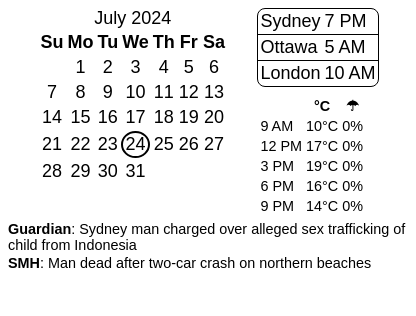 July 2024
Su Mo Tu We Th Fr Sa
1 2 3 4 5 6
7 8 9 10 11 12 13
14 15 16 17 18 19 20
21 22 23 24 25 26 27
28 29 30 31
Sydney 7 PM
Ottawa 5 AM
London 10 AM
°C ☂
9 AM 10°C 0%
12 PM 17°C 0%
3 PM 19°C 0%
6 PM 16°C 0%
9 PM 14°C 0%
Guardian: Sydney man charged over alleged sex trafficking of
child from Indonesia
SMH: Man dead after two-car crash on northern beaches